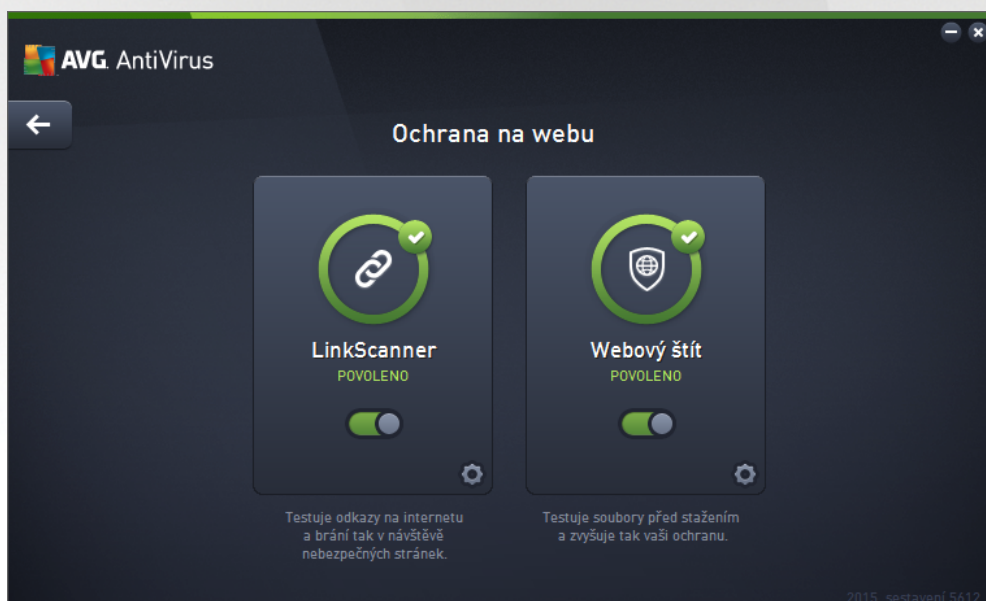 AVG. AntiVirus
Ochrana na webu
LinkScanner
POVOLENO
Testuje odkazy na internetu
a brání tak v návštěvě
nebezpečných stránek.
Webový štít
POVOLENO
Testuje soubory před stažením
a zvyšuje tak vaši ochranu.
2015, sestavení 5612